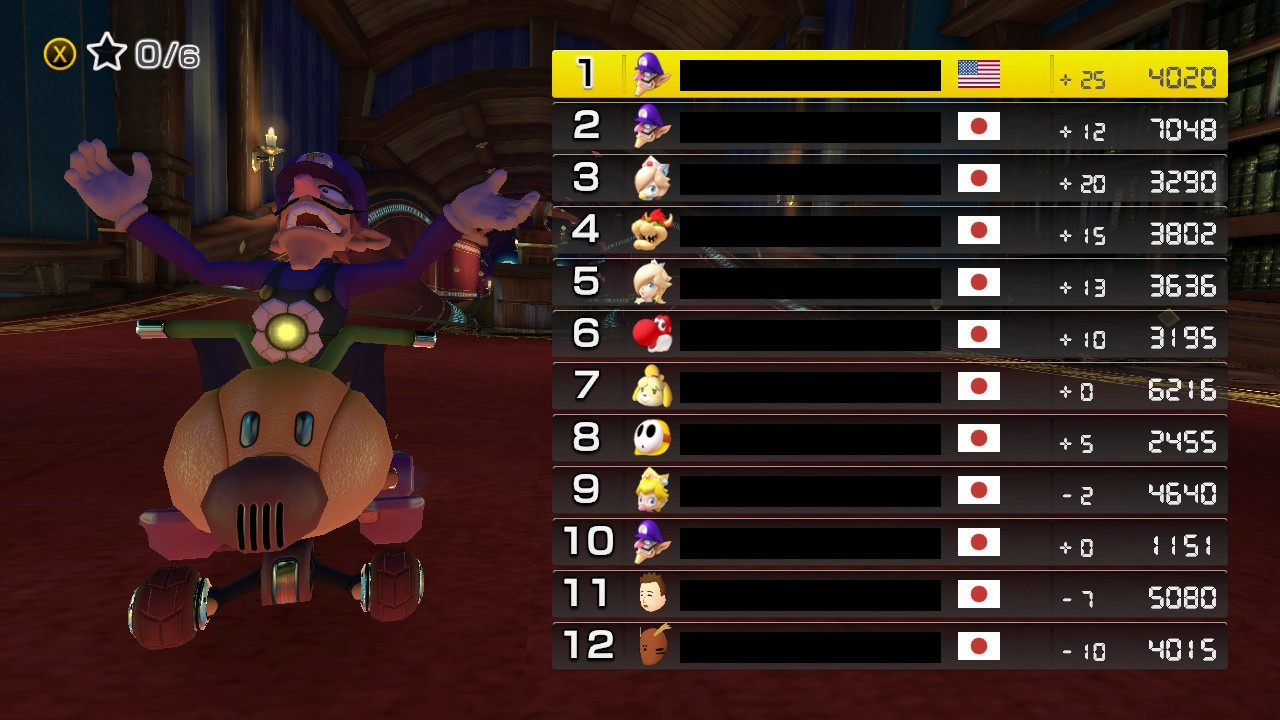 X 0/6
1 + 25 4020
2 + 12 7048
3 + 20 3290
4 + 15 3802
5 + 13 3636
6 + 10 3195
7 + 0 6216
8 + 5 2455
9 - 2 4640
10 + 0 1151
11 - 7 5080
12 - 10 4015